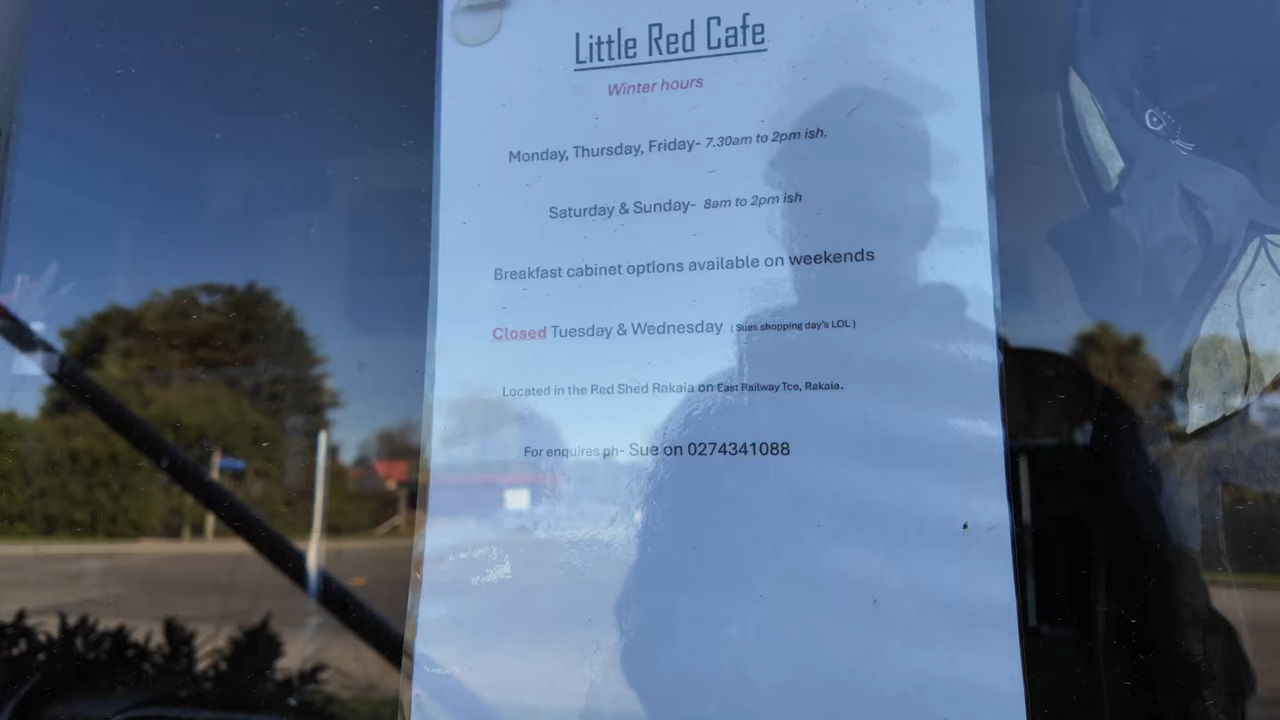 Little Red Cafe
Winter hours
Monday, Thursday, Friday- 7.30am to 2pm ish.
Saturday & Sunday- 8am to 2pm ish
Breakfast cabinet options available on weekends
Closed Tuesday & Wednesday ( Sues shopping day's LOL )
Located in the Red Shed Rakaia on East Railway Tce, Rakaia.
For enquires ph- Sue on 0274341088